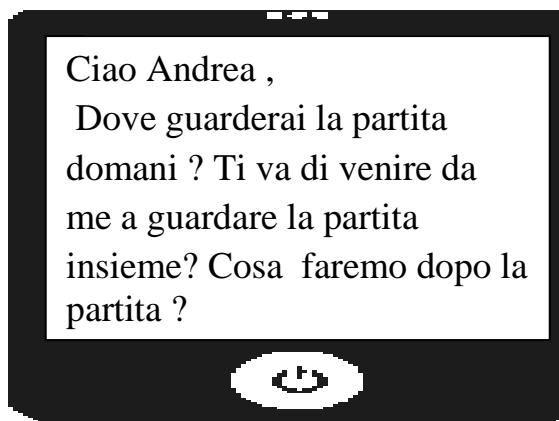 Ciao Andrea ,
Dove guarderai la partita
domani ? Ti va di venire da
me a guardare la partita
insieme? Cosa  faremo dopo la
partita ?